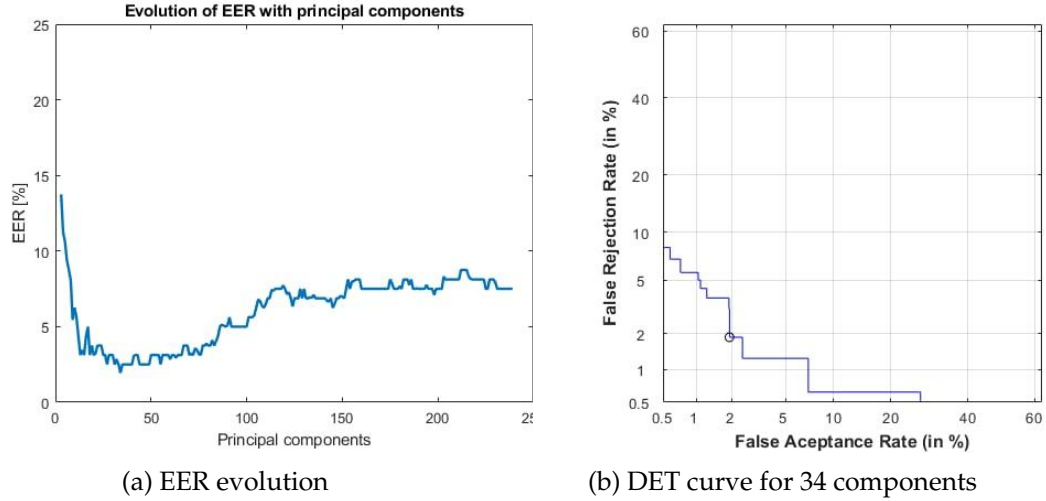 Evolution of EER with principal components
25
20
15
10
5
0
EER [%]
0 50 100 150 200 25
Principal components
(a) EER evolution
60
40
20
10
5
2
1
0.5
False Rejection Rate (in %)
0.5 1 2 5 10 20 40 60
False Aceptance Rate (in %)
(b) DET curve for 34 components